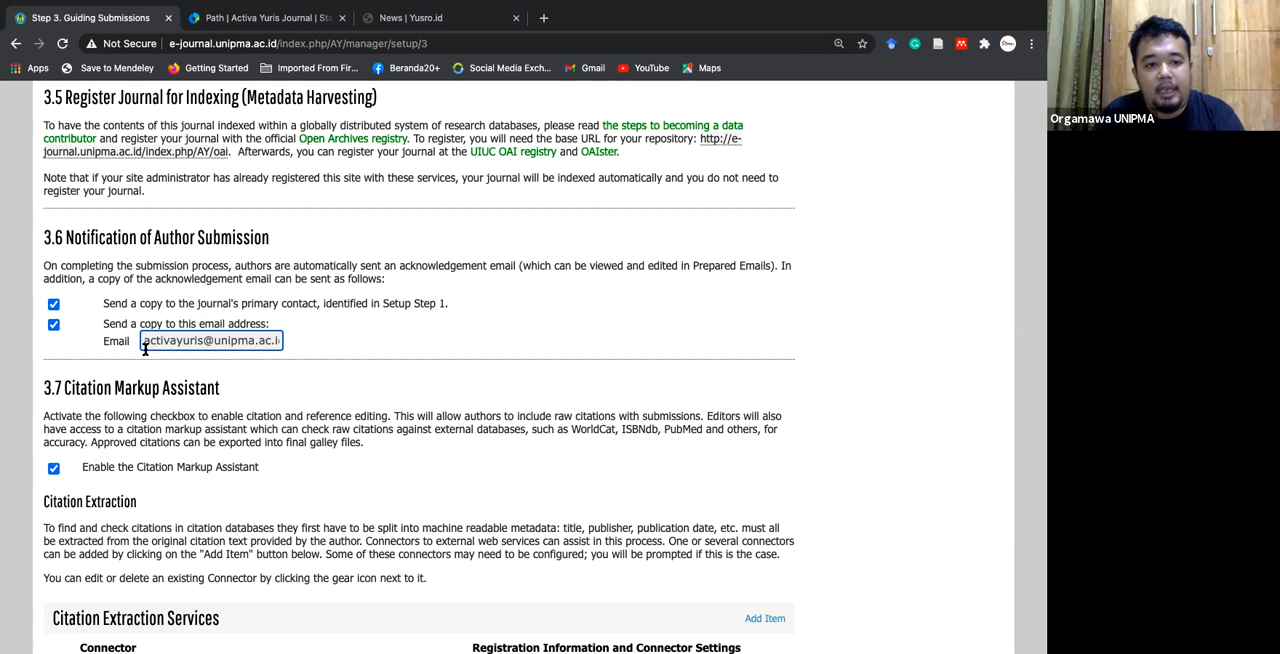 Step 3. Guiding Submissions
Path | Activa Yuris Journal | Sta
News | Yusro.id
Not Secure
e-journal.unipma.ac.id/index.php/AY/manager/setup/3
Apps
Save to Mendeley
Getting Started
Imported From Fir...
Beranda20+
Social Media Exch...
Gmail
YouTube
Maps
Orgamawa UNIPMA
3.5 Register Journal for Indexing (Metadata Harvesting)
To have the contents of this journal indexed within a globally distributed system of research databases, please read the steps to becoming a data
contributor and register your journal with the official Open Archives registry. To register, you will need the base URL for your repository: http://e-
journal.unipma.ac.id/index.php/AY/oai. Afterwards, you can register your journal at the UIUC OAI registry and OAIster.
Note that if your site administrator has already registered this site with these services, your journal will be indexed automatically and you do not need to
register your journal.
3.6 Notification of Author Submission
On completing the submission process, authors are automatically sent an acknowledgement email (which can be viewed and edited in Prepared Emails). In
addition, a copy of the acknowledgement email can be sent as follows:
Send a copy to the journal's primary contact, identified in Setup Step 1.
Send a copy to this email address:
Email activayuris@unipma.ac.i
3.7 Citation Markup Assistant
Activate the following checkbox to enable citation and reference editing. This will allow authors to include raw citations with submissions. Editors will also
have access to a citation markup assistant which can check raw citations against external databases, such as WorldCat, ISBNdb, PubMed and others, for
accuracy. Approved citations can be exported into final galley files.
Enable the Citation Markup Assistant
Citation Extraction
To find and check citations in citation databases they first have to be split into machine readable metadata: title, publisher, publication date, etc. must all
be extracted from the original citation text provided by the author. Connectors to external web services can assist in this process. One or several connectors
can be added by clicking on the "Add Item" button below. Some of these connectors may need to be configured; you will be prompted if this is the case.
You can edit or delete an existing Connector by clicking the gear icon next to it.
Citation Extraction Services
Add Item
Connector
Registration Information and Connector Settings